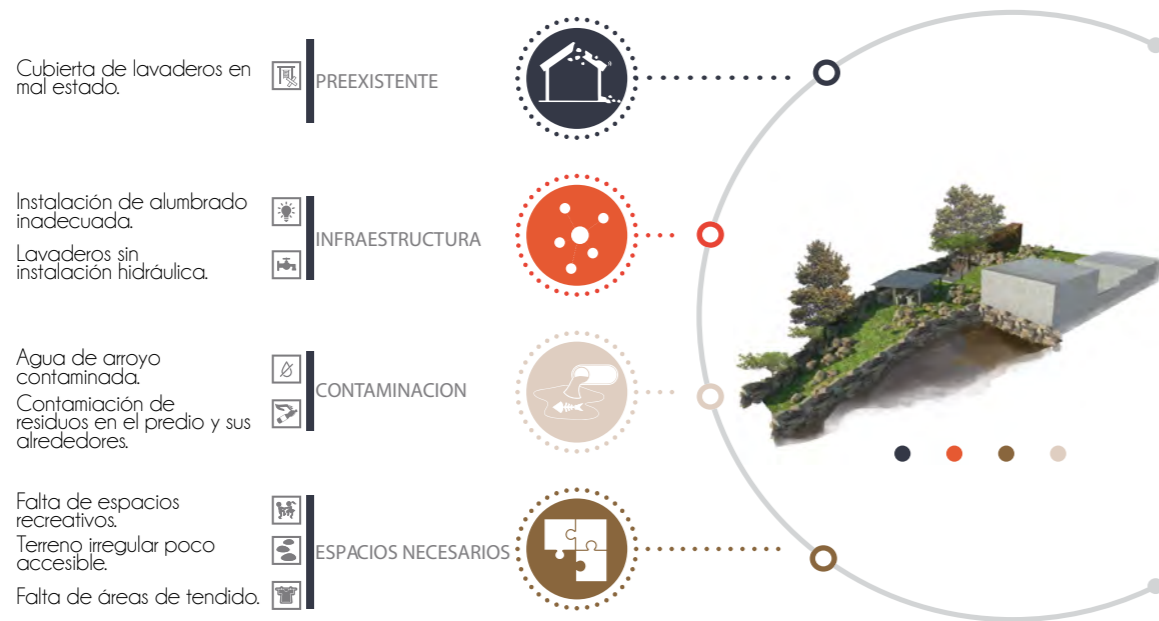 Cubierta de lavaderos en
mal estado.
PREEXISTENTE
Instalación de alumbrado
inadecuada.
Lavaderos sin
instalación hidráulica.
INFRAESTRUCTURA
Agua de arroyo
contaminada.
Contamiación de
residuos en el predio y sus
alrededores.
CONTAMINACION
Falta de espacios
recreativos.
Terreno irregular poco
accesible.
Falta de áreas de tendido.
ESPACIOS NECESARIOS